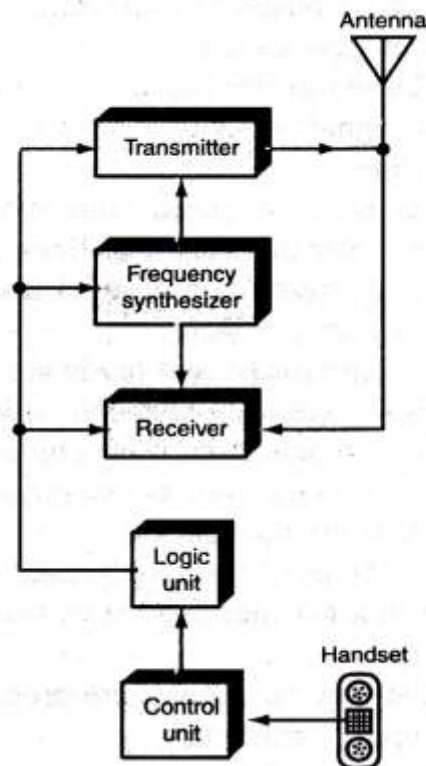 Antenna
Transmitter
Frequency
synthesizer
Receiver
Logic
unit
Handset
Control
unit